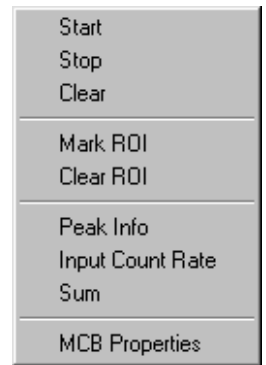 Start
Stop
Clear
Mark ROI
Clear ROI
Peak Info
Input Count Rate
Sum
MCB Properties